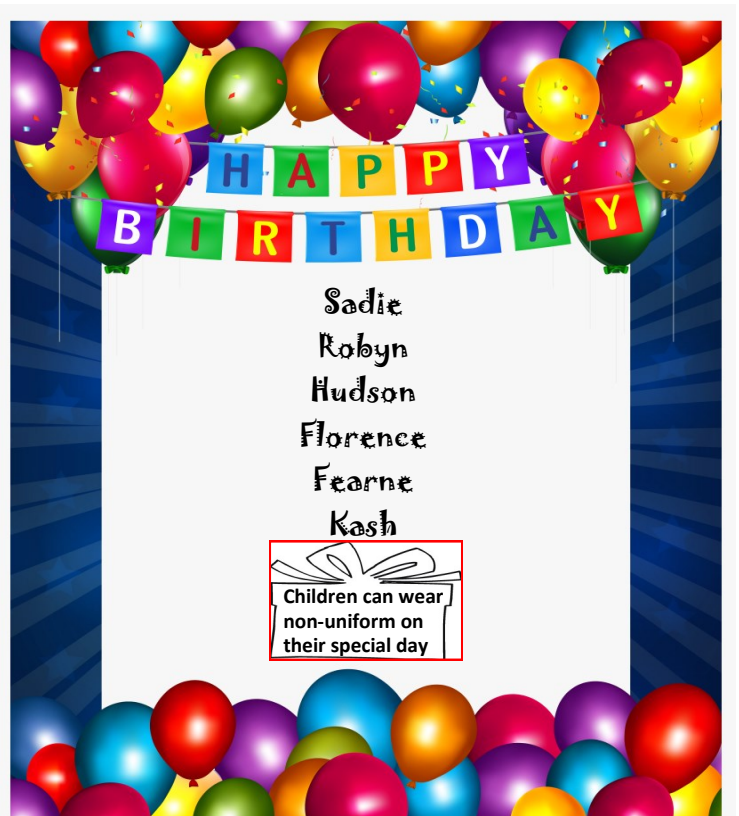 HAPPY
BIRTHDAY
Sadie
Robyn
Hudson
Florence
Fearne
Kash
Children can wear
non-uniform on
their special day